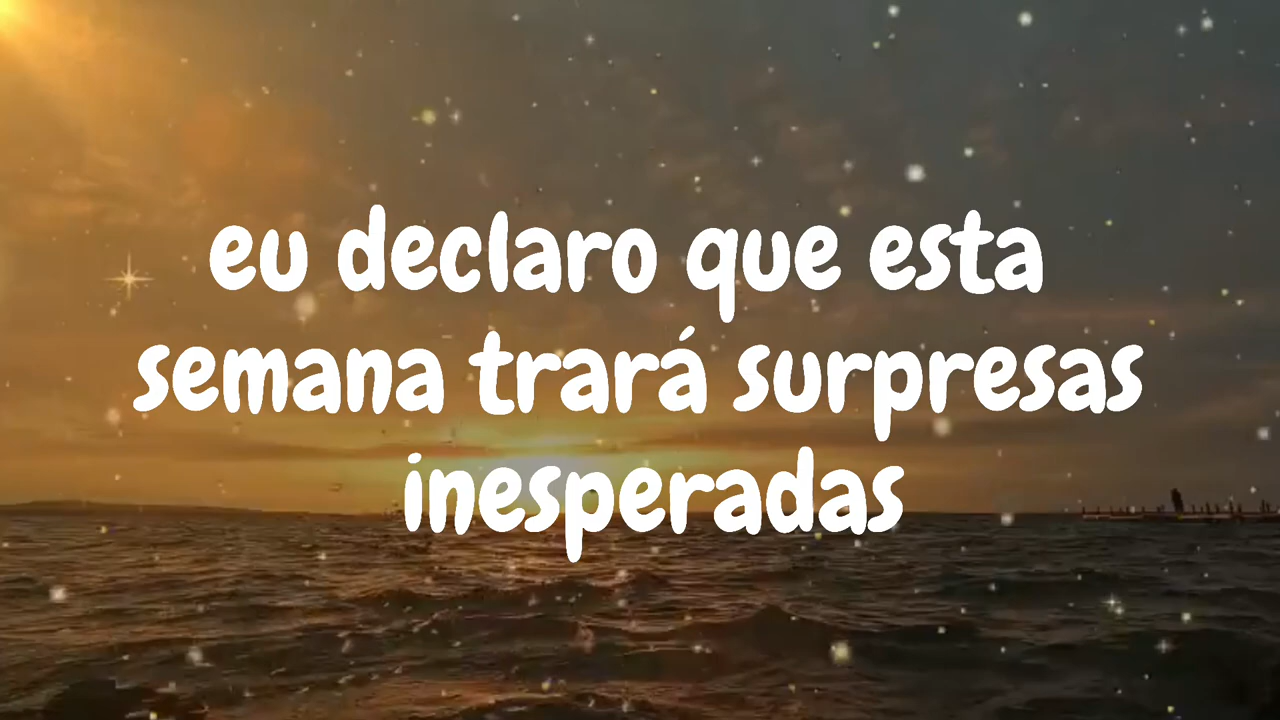 eu declaro que esta
semana trará surpresas
inesperadas